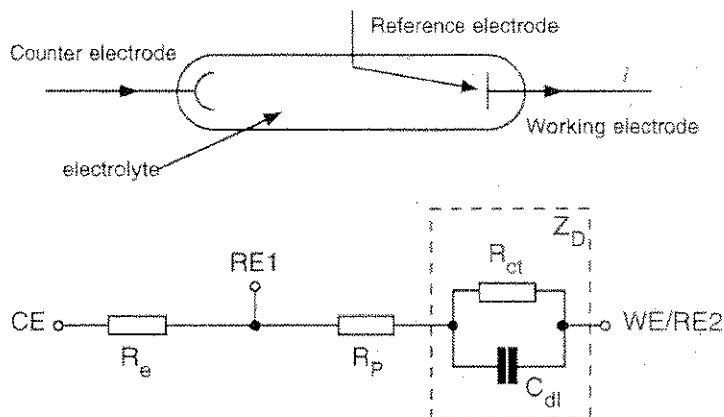 Reference electrode
Counter electrode
i
Working electrode
electrolyte
Z_D
R_ct
RE1
CE
WE/RE2
R_e
R_P
C_dl